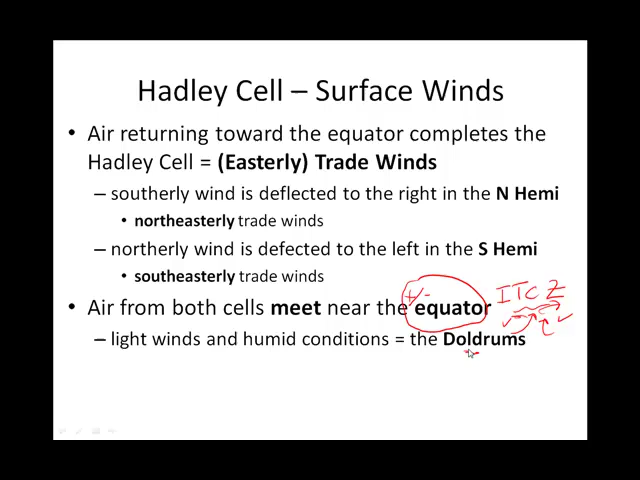 Hadley Cell – Surface Winds
• Air returning toward the equator completes the
Hadley Cell = (Easterly) Trade Winds
– southerly wind is deflected to the right in the N Hemi
• northeasterly trade winds
– northerly wind is defected to the left in the S Hemi
• southeasterly trade winds
ITCZ
• Air from both cells meet near the equator
– light winds and humid conditions = the Doldrums